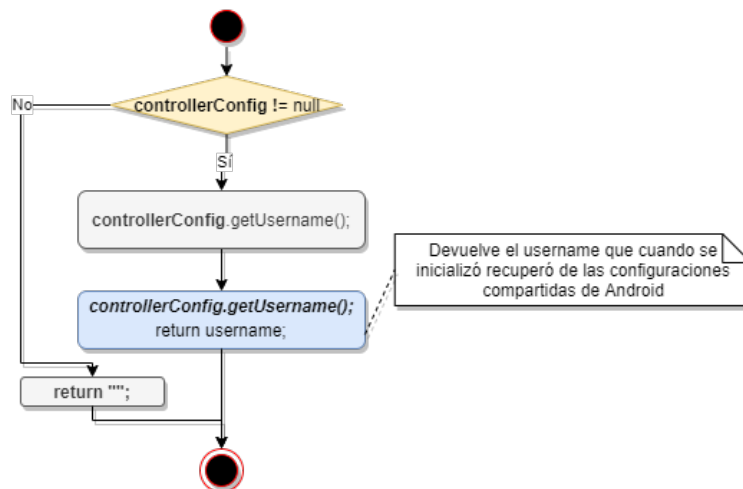 controllerConfig != null
No
Sí
controllerConfig.getUsername();
Devuelve el username que cuando se
inicializó recuperó de las configuraciones
compartidas de Android
controllerConfig.getUsername();
return username;
return "";